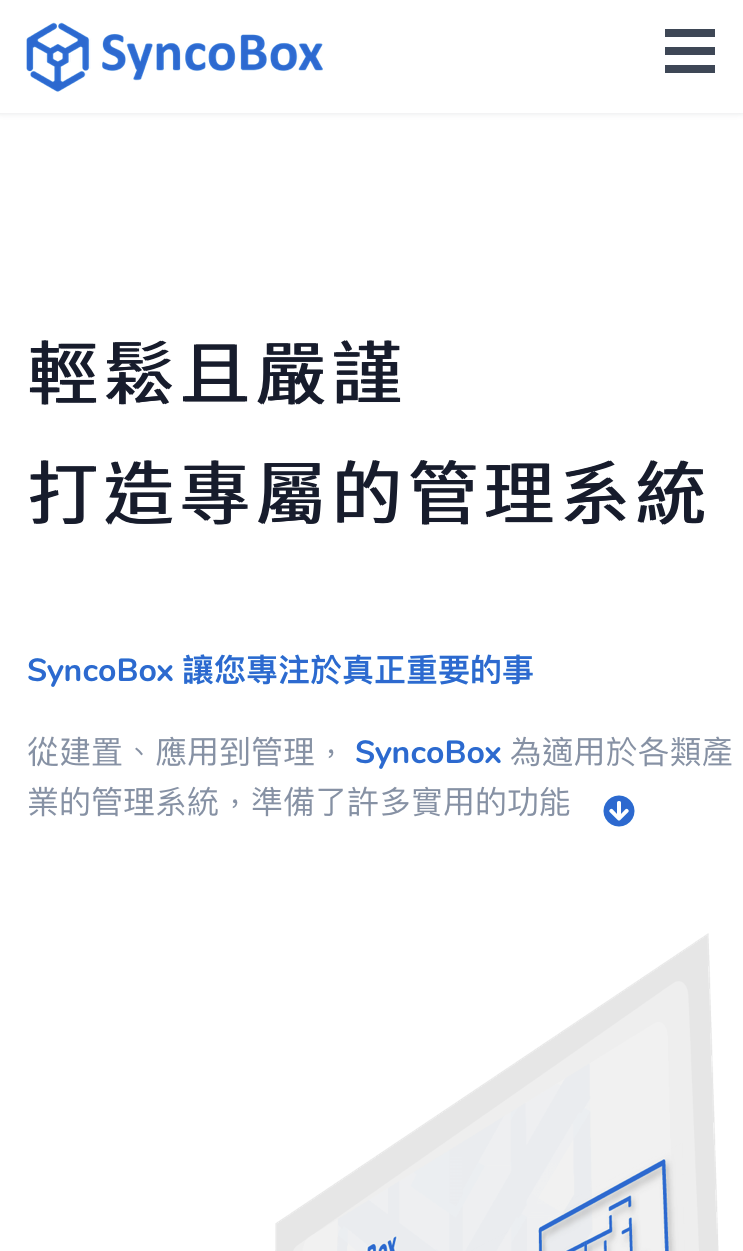 SyncoBox
輕鬆且嚴謹
打造專屬的管理系統
SyncoBox 讓您專注於真正重要的事
從建置、應用到管理， SyncoBox 為適用於各類產
業的管理系統，準備了許多實用的功能